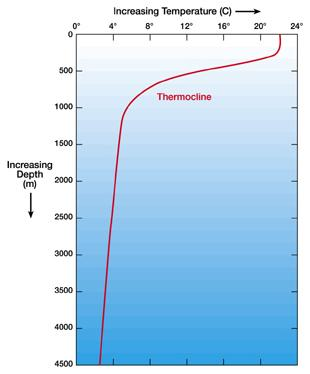 Increasing Temperature (C)
0° 4° 8° 12° 16° 20° 24°
0
500
Thermocline
1000
1500
Increasing
Depth
(m)
2000
2500
3000
3500
4000
4500